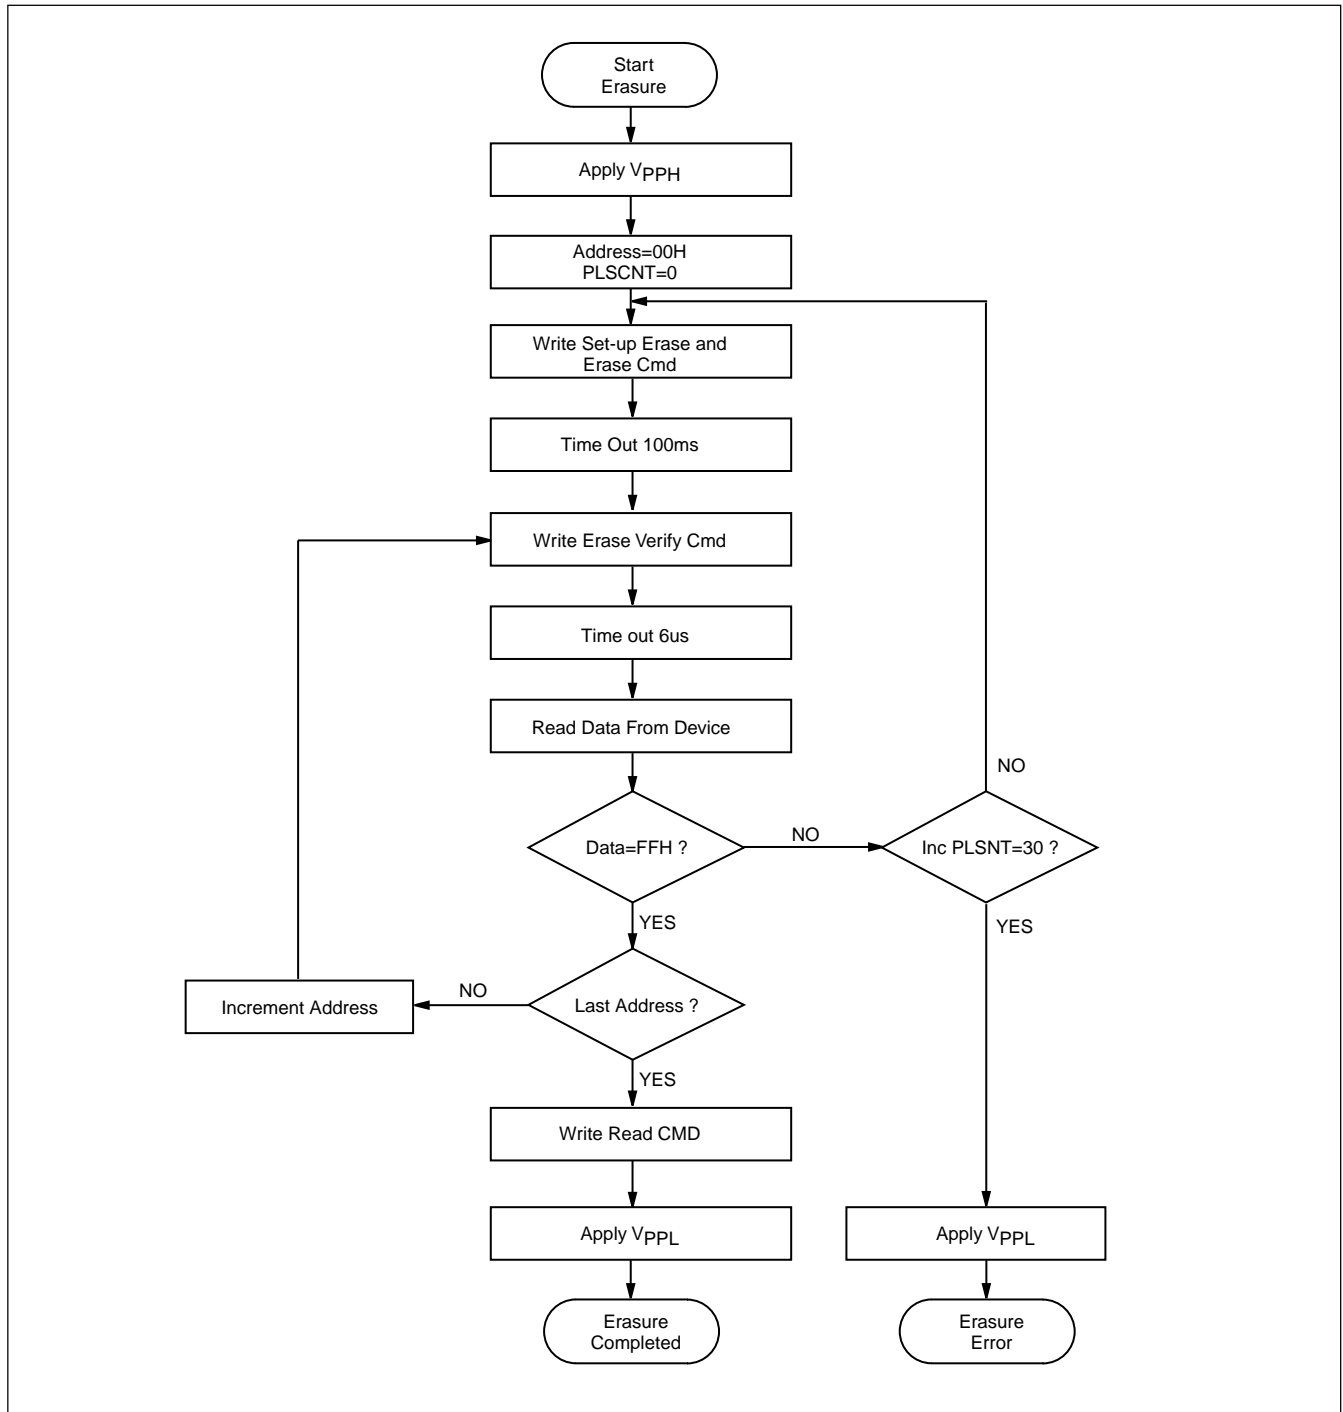 Start
Erasure
Apply VPPH
Address=00H
PLSCNT=0
Write Set-up Erase and
Erase Cmd
Time Out 100ms
Write Erase Verify Cmd
Time out 6us
Read Data From Device
NO
Data=FFH ?
NO
Inc PLSNT=30 ?
YES
YES
Increment Address
NO
Last Address ?
YES
Write Read CMD
Apply VPPL
Apply VPPL
Erasure
Completed
Erasure
Error